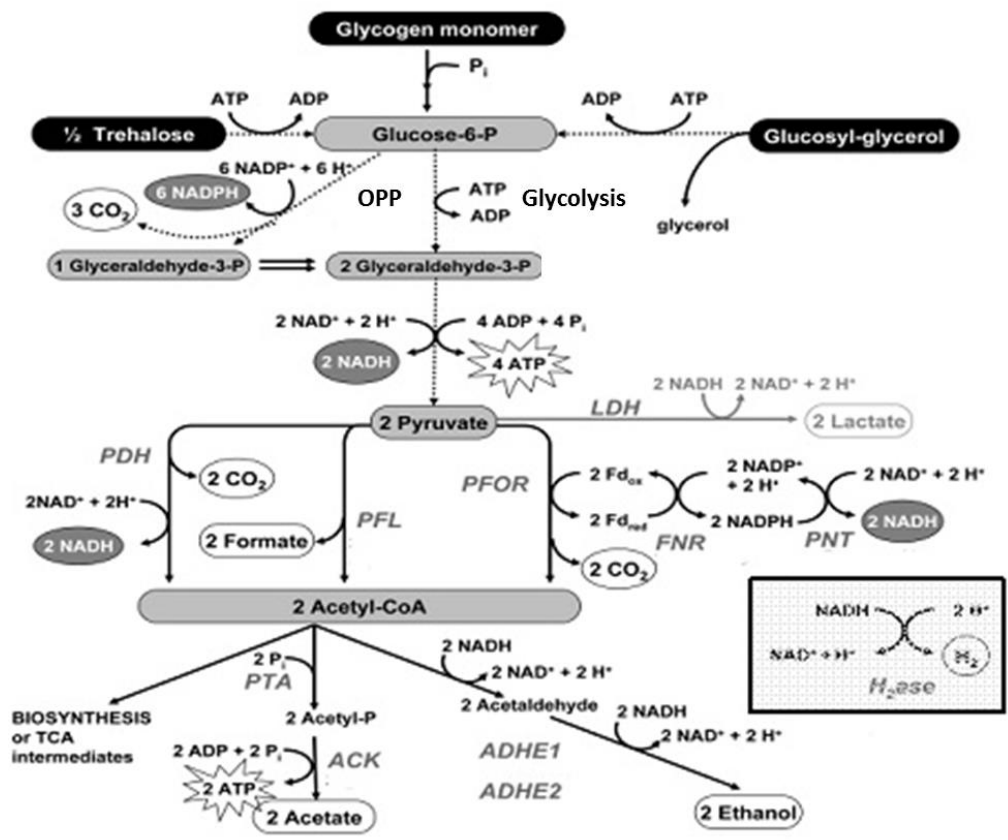 Glycogen monomer
Pᵢ
ATP ADP
ADP ATP
½ Trehalose
Glucose-6-P
Glucosyl-glycerol
6 NADP⁺ + 6 H⁺
6 NADPH
3 CO₂
OPP
ATP
ADP
Glycolysis
glycerol
1 Glyceraldehyde-3-P
2 Glyceraldehyde-3-P
2 NAD⁺ + 2 H⁺
4 ADP + 4 Pᵢ
2 NADH
4 ATP
2 Pyruvate
LDH
2 NADH 2 NAD⁺ + 2 H⁺
2 Lactate
PDH
2 CO₂
2NAD⁺ + 2H⁺
2 NADH
PFL
2 Formate
PFOR
2 Fdₒₓ
2 Fd_red
2 NADP⁺
+ 2 H⁺
2 NADPH
FNR
PNT
2 NAD⁺ + 2 H⁺
2 NADH
2 CO₂
2 Acetyl-CoA
NADH
2 H⁺
NAD⁺ + H⁺
H₂
H₂ase
2 Pᵢ
PTA
2 NADH
2 NAD⁺ + 2 H⁺
BIOSYNTHESIS
or TCA
intermediates
2 Acetyl-P
2 Acetaldehyde
2 NADH
2 NAD⁺ + 2 H⁺
2 ADP + 2 Pᵢ
ACK
2 ATP
2 Acetate
ADHE1
ADHE2
2 Ethanol